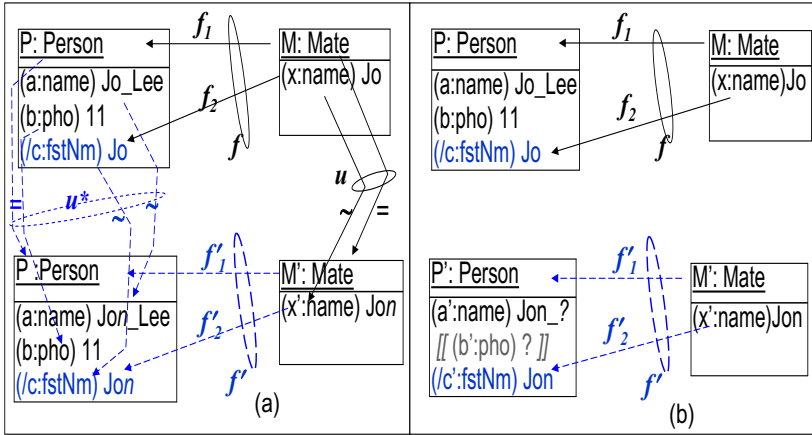 P: Person
(a:name) Jo_Lee
(b:pho) 11
(/c:fstNm) Jo
f₁
f₂
f
M: Mate
(x:name) Jo
u
~
=
=
u*
~
~
P :Person
(a:name) Jon_Lee
(b:pho) 11
(/c:fstNm) Jon
f'₁
f'₂
f'
M': Mate
(x':name) Jon
(a)
P: Person
(a:name) Jo_Lee
(b:pho) 11
(/c:fstNm) Jo
f₁
f₂
f
M: Mate
(x:name)Jo
P': Person
(a':name) Jon_?
[[ (b':pho) ? ]]
(/c':fstNm) Jon
f'₁
f'₂
f'
M': Mate
(x':name)Jon
(b)